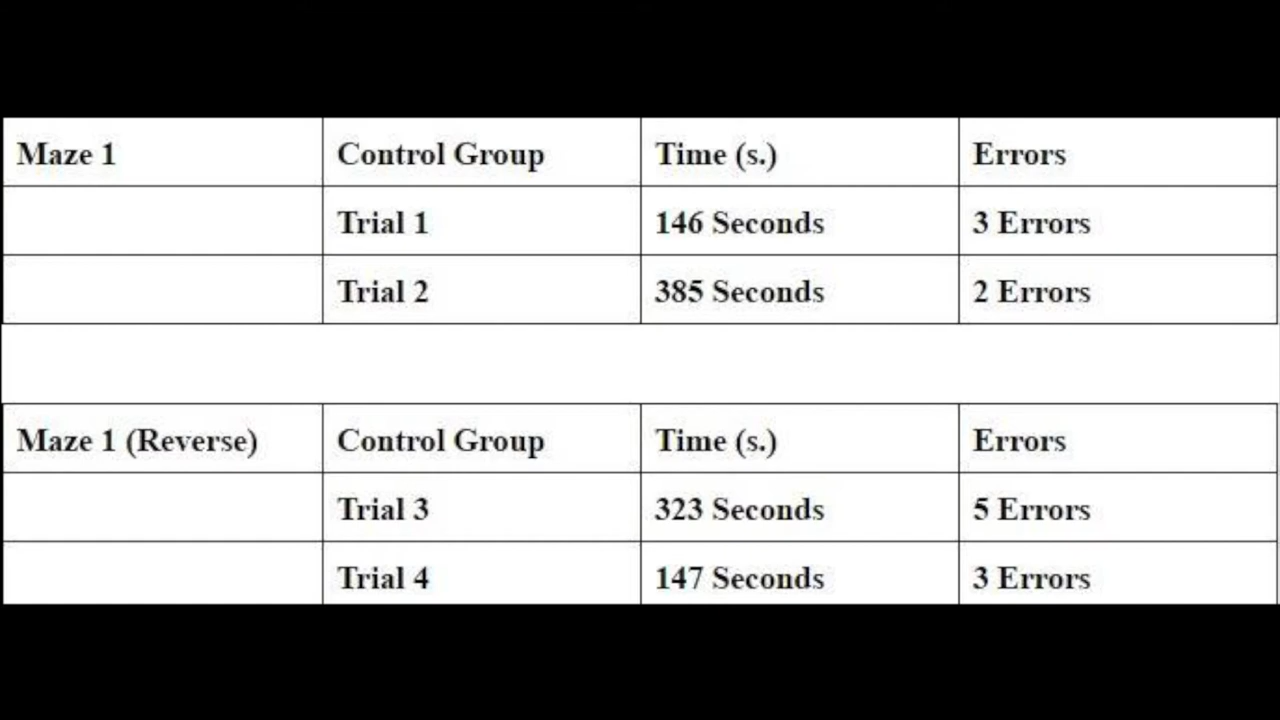 Maze 1 Control Group Time (s.) Errors
Trial 1 146 Seconds 3 Errors
Trial 2 385 Seconds 2 Errors
Maze 1 (Reverse) Control Group Time (s.) Errors
Trial 3 323 Seconds 5 Errors
Trial 4 147 Seconds 3 Errors